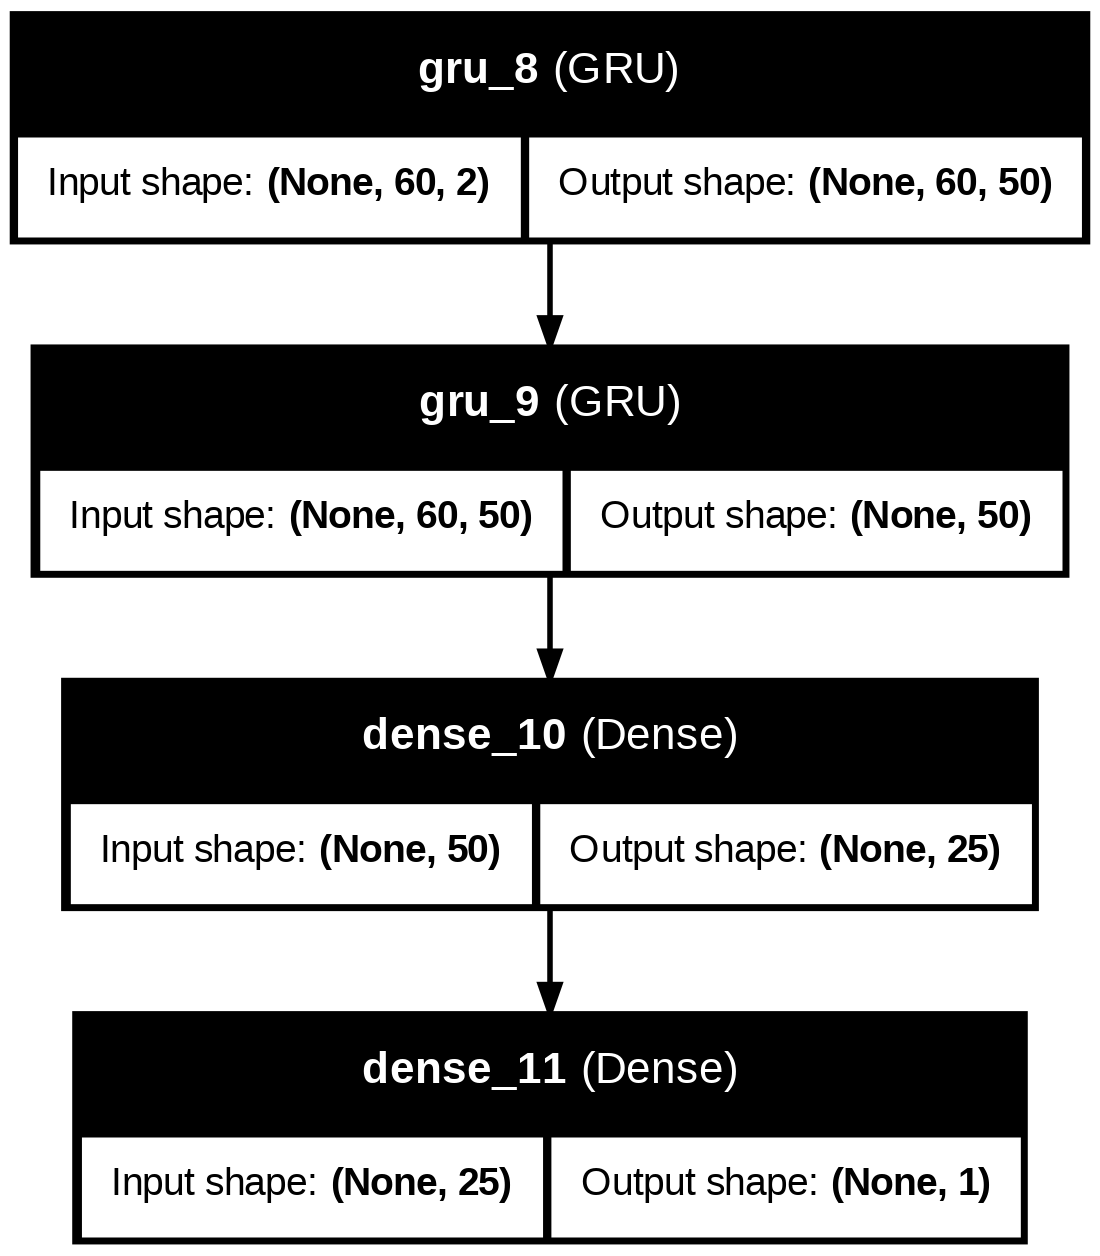 gru_8 (GRU)
Input shape: (None, 60, 2) Output shape: (None, 60, 50)
gru_9 (GRU)
Input shape: (None, 60, 50) Output shape: (None, 50)
dense_10 (Dense)
Input shape: (None, 50) Output shape: (None, 25)
dense_11 (Dense)
Input shape: (None, 25) Output shape: (None, 1)